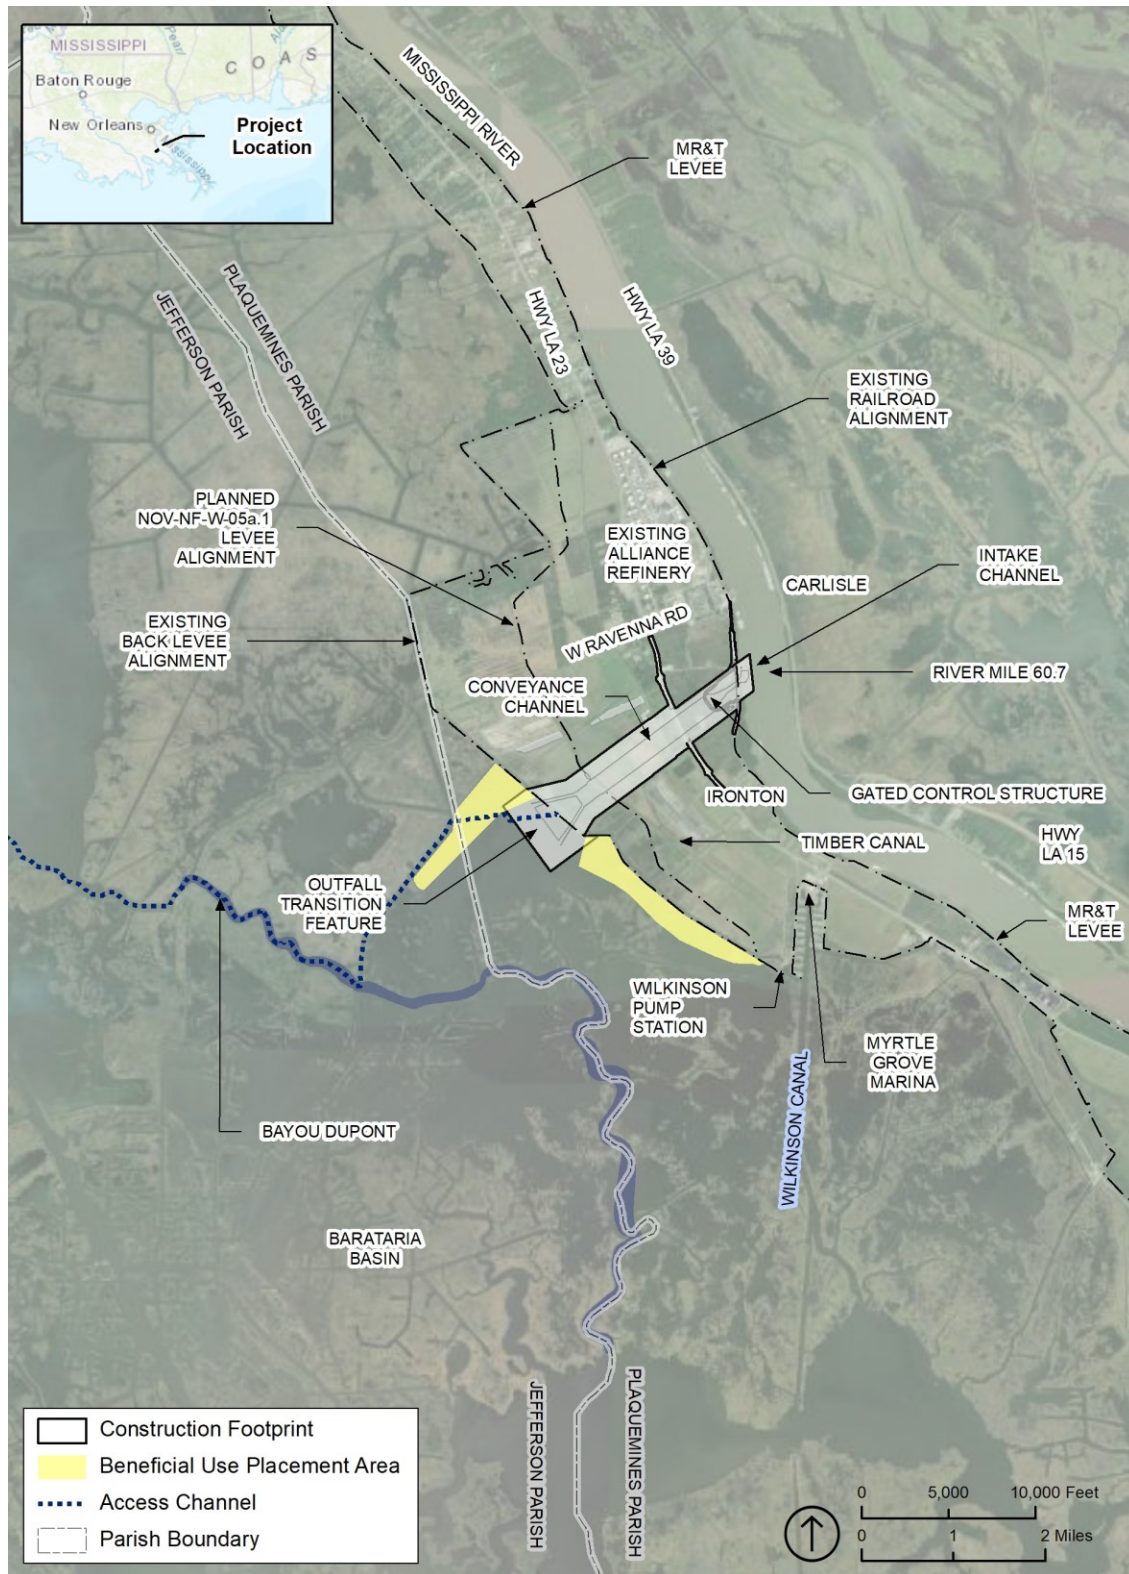 MISSISSIPPI
Pearl
COAS
Baton Rouge
New Orleans
Mississippi
Project
Location
MISSISSIPPI RIVER
MR&T
LEVEE
PLAQUEMINES PARISH
JEFFERSON PARISH
HWY LA 23
HWY LA 39
EXISTING
RAILROAD
ALIGNMENT
PLANNED
NOV-NF-W-05a.1
LEVEE
ALIGNMENT
EXISTING
ALLIANCE
REFINERY
INTAKE
CHANNEL
CARLISLE
EXISTING
BACK LEVEE
ALIGNMENT
W RAVENNA RD
RIVER MILE 60.7
CONVEYANCE
CHANNEL
IRONTON
GATED CONTROL STRUCTURE
TIMBER CANAL
HWY
LA 15
OUTFALL
TRANSITION
FEATURE
MR&T
LEVEE
WILKINSON
PUMP
STATION
MYRTLE
GROVE
MARINA
BAYOU DUPONT
WILKINSON CANAL
BARATARIA
BASIN
JEFFERSON PARISH
PLAQUEMINES PARISH
Construction Footprint
Beneficial Use Placement Area
Access Channel
Parish Boundary
0 5,000 10,000 Feet
0 1 2 Miles